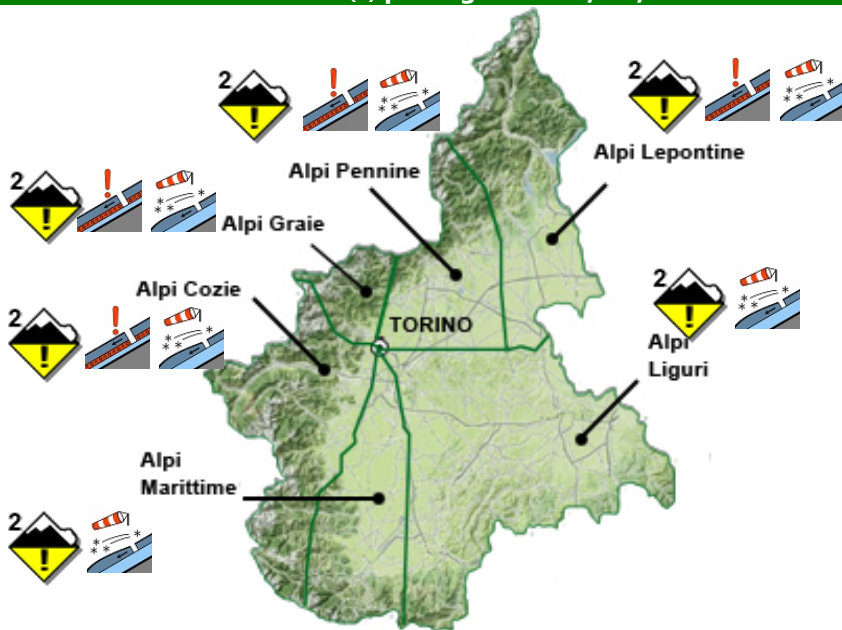 2
2
Alpi Lepontine
Alpi Pennine
2
Alpi Graie
2
Alpi Cozie
2
TORINO
Alpi
Liguri
Alpi
Marittime
2